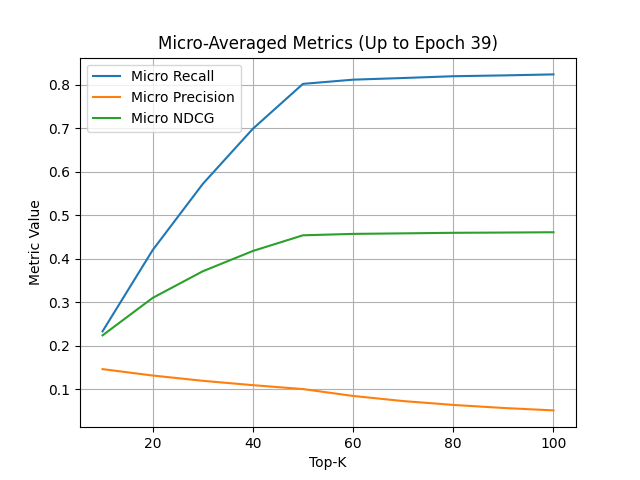 Micro-Averaged Metrics (Up to Epoch 39)
Micro Recall
Micro Precision
Micro NDCG
Metric Value
0.8
0.7
0.6
0.5
0.4
0.3
0.2
0.1
20
40
60
80
100
Top-K